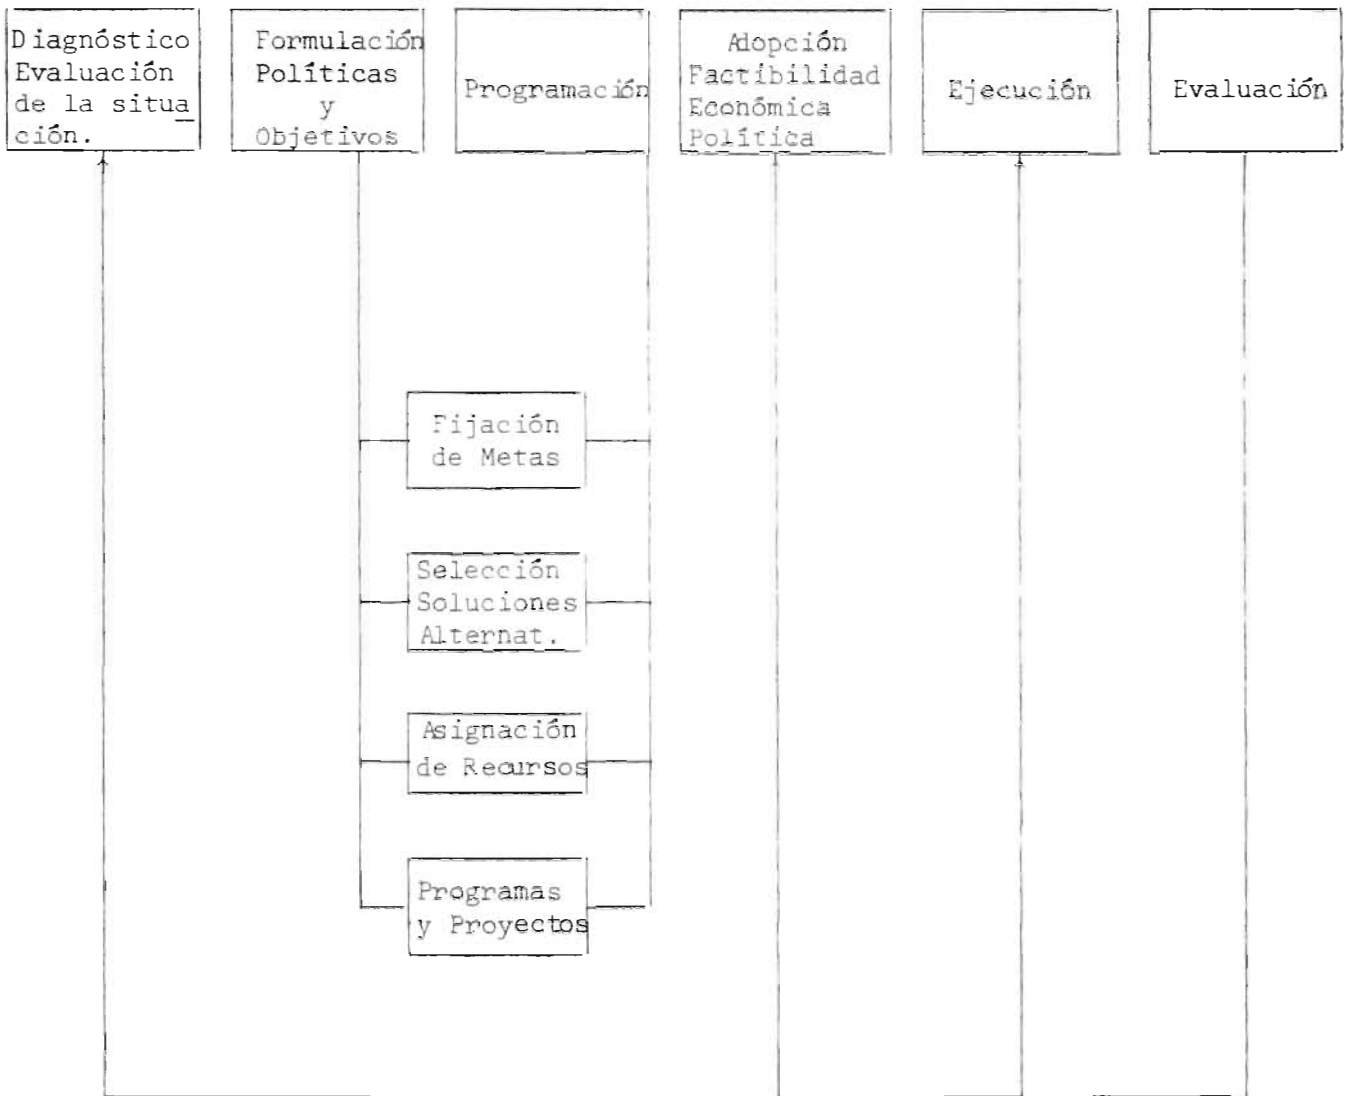 Diagnóstico
Evaluación
de la situa
ción.
Formulación
Políticas
y
Objetivos
Programación
Adopción
Factibilidad
Económica
Política
Ejecución
Evaluación
Fijación
de Metas
Selección
Soluciones
Alternat.
Asignación
de Recursos
Programas
y Proyectos